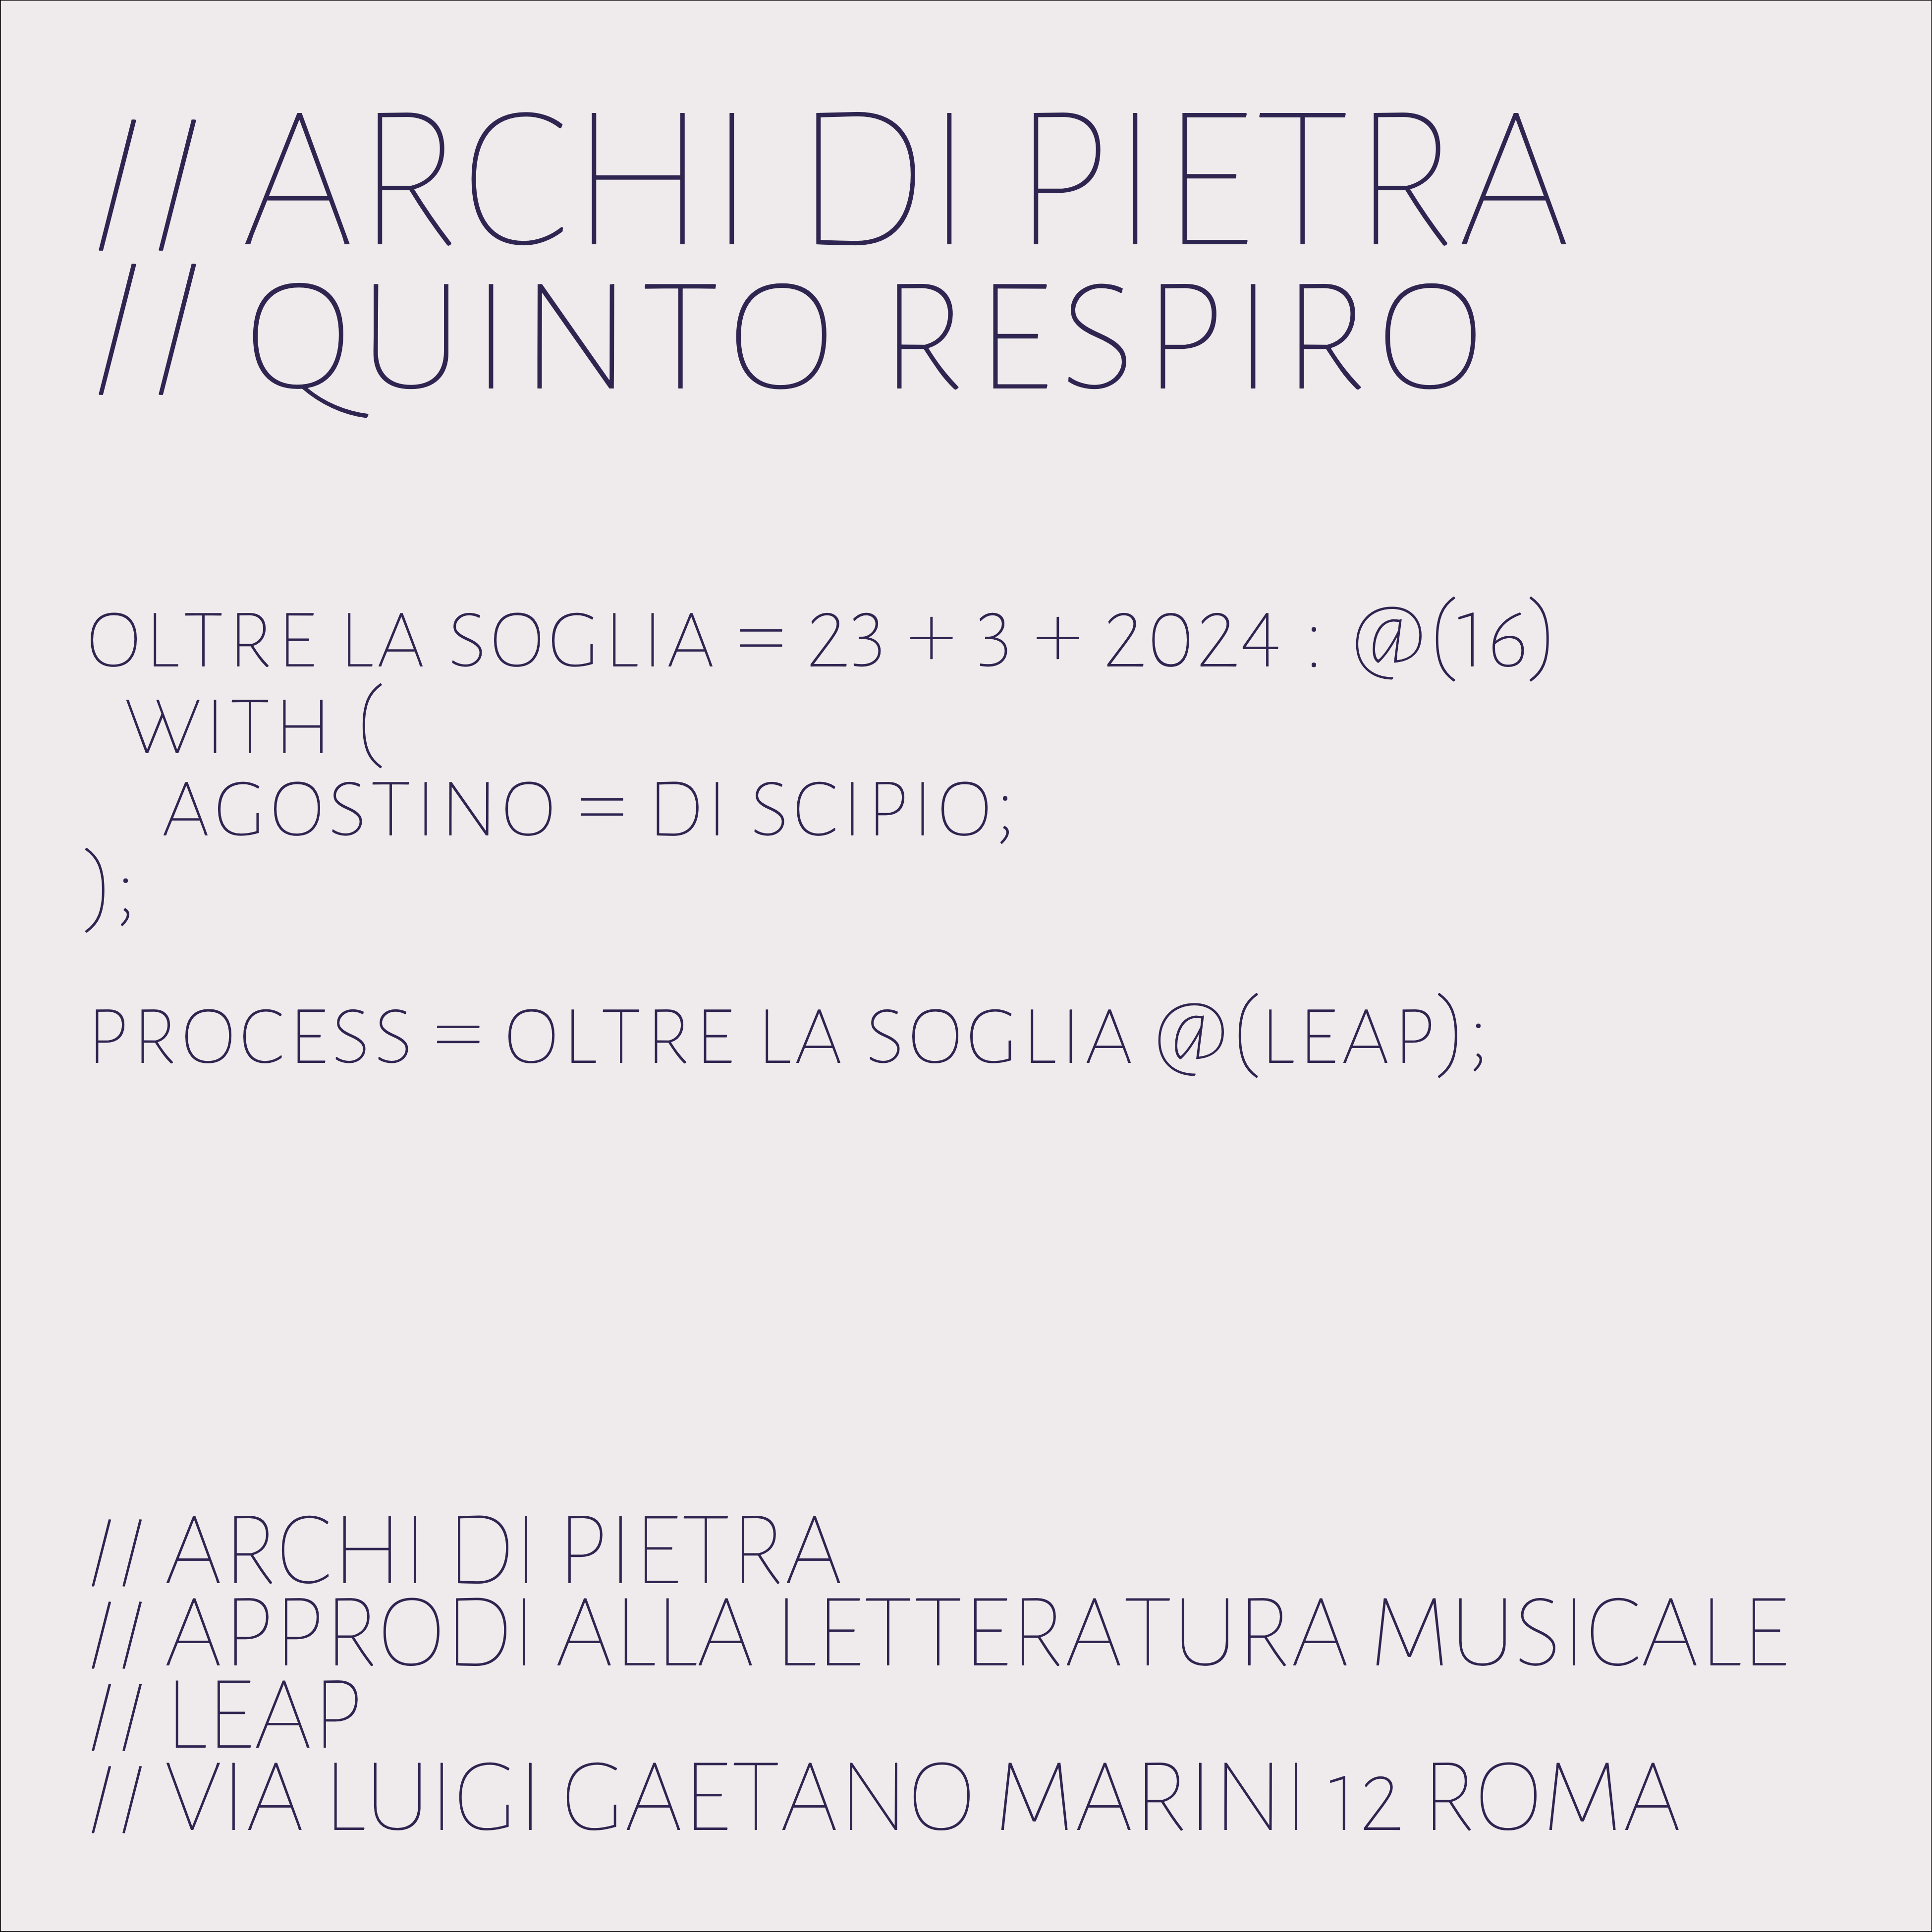 // ARCHI DI PIETRA
// QUINTO RESPIRO
OLTRE LA SOGLIA = 23 + 3 + 2024 : @(16)
WITH (
AGOSTINO = DI SCIPIO;
);
PROCESS = OLTRE LA SOGLIA @(LEAP);
// ARCHI DI PIETRA
// APPRODI ALLA LETTERATURA MUSICALE
// LEAP
// VIA LUIGI GAETANO MARINI 12 ROMA